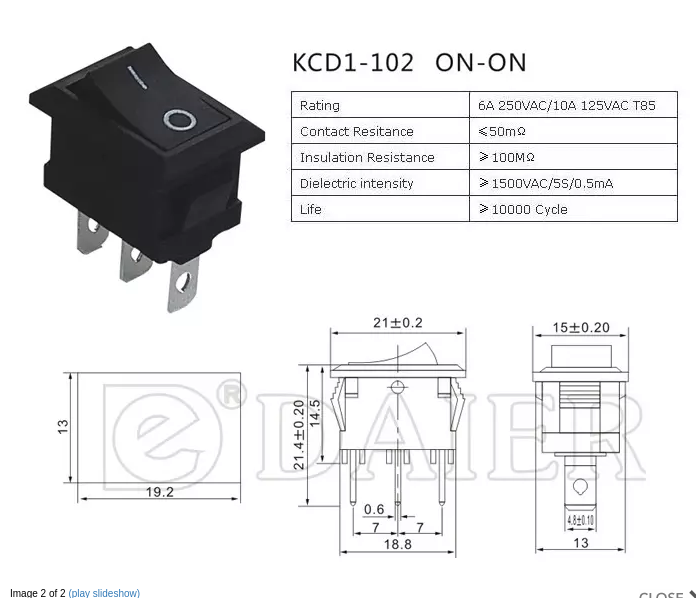 KCD1-102 ON-ON
Rating 6A 250VAC/10A 125VAC T85
Contact Resitance ≤50mΩ
Insulation Resistance ≥100MΩ
Dielectric intensity ≥1500VAC/5S/0.5mA
Life ≥10000 Cycle
21±0.2
15±0.20
13
19.2
21.4±0.20
14.5
0.6
7
7
18.8
4.8±0.10
13
e® DAIER
Image 2 of 2 (play slideshow)
CLOSE